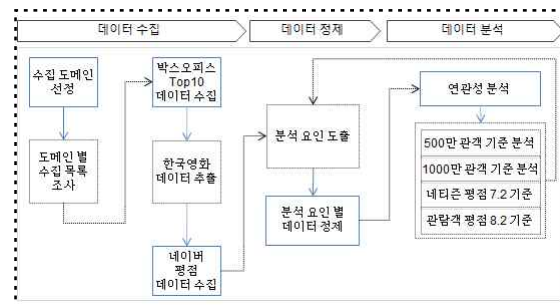 데이터 수집
데이터 정제
데이터 분석
수집 도메인
선정
도메인 별
수집 목록
조사
박스오피스
Top10
데이터 수집
한국영화
데이터 추출
네이버
평점
데이터 수집
분석 요인 도출
분석 요인 별
데이터 정제
연관성 분석
500만 관객 기준 분석
1000만 관객 기준 분석
네티즌 평점 7.2 기준
관람객 평점 8.2 기준